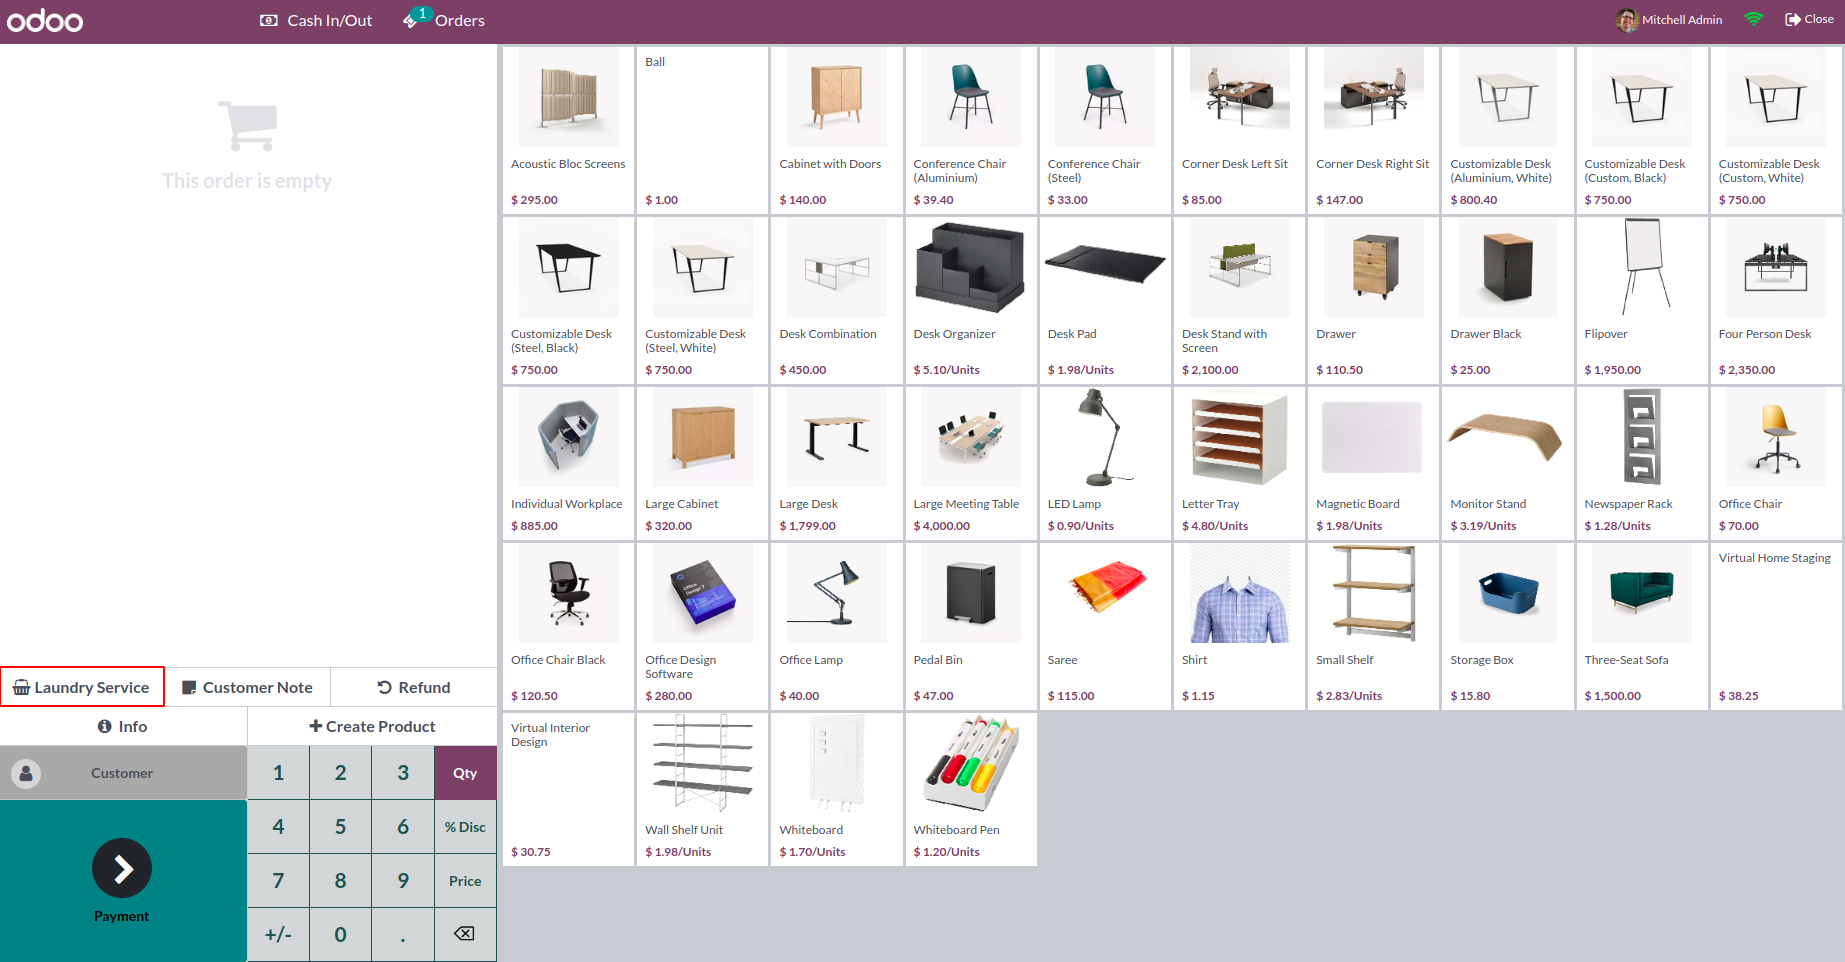 odoo
Cash In/Out
1
Orders
Mitchell Admin
Close
This order is empty
Acoustic Bloc Screens
$ 295.00
Ball
$ 1.00
Cabinet with Doors
$ 140.00
Conference Chair
(Aluminium)
$ 39.40
Conference Chair
(Steel)
$ 33.00
Corner Desk Left Sit
$ 85.00
Corner Desk Right Sit
$ 147.00
Customizable Desk
(Aluminium, White)
$ 800.40
Customizable Desk
(Custom, Black)
$ 750.00
Customizable Desk
(Custom, White)
$ 750.00
Customizable Desk
(Steel, Black)
$ 750.00
Customizable Desk
(Steel, White)
$ 750.00
Desk Combination
$ 450.00
Desk Organizer
$ 5.10/Units
Desk Pad
$ 1.98/Units
Desk Stand with
Screen
$ 2,100.00
Drawer
$ 110.50
Drawer Black
$ 25.00
Flipover
$ 1,950.00
Four Person Desk
$ 2,350.00
Individual Workplace
$ 885.00
Large Cabinet
$ 320.00
Large Desk
$ 1,799.00
Large Meeting Table
$ 4,000.00
LED Lamp
$ 0.90/Units
Letter Tray
$ 4.80/Units
Magnetic Board
$ 1.98/Units
Monitor Stand
$ 3.19/Units
Newspaper Rack
$ 1.28/Units
Office Chair
$ 70.00
Office Chair Black
$ 120.50
Office
Design 7
Office Design
Software
$ 280.00
Office Lamp
$ 40.00
Pedal Bin
$ 47.00
Saree
$ 115.00
Shirt
$ 1.15
Small Shelf
$ 2.83/Units
Storage Box
$ 15.80
Three-Seat Sofa
$ 1,500.00
Virtual Home Staging
$ 38.25
Virtual Interior
Design
$ 30.75
Wall Shelf Unit
$ 1.98/Units
Whiteboard
$ 1.70/Units
Whiteboard Pen
$ 1.20/Units
Laundry Service
Customer Note
Refund
Info
Create Product
Customer
Payment
1 2 3 Qty
4 5 6 % Disc
7 8 9 Price
+/- 0 .